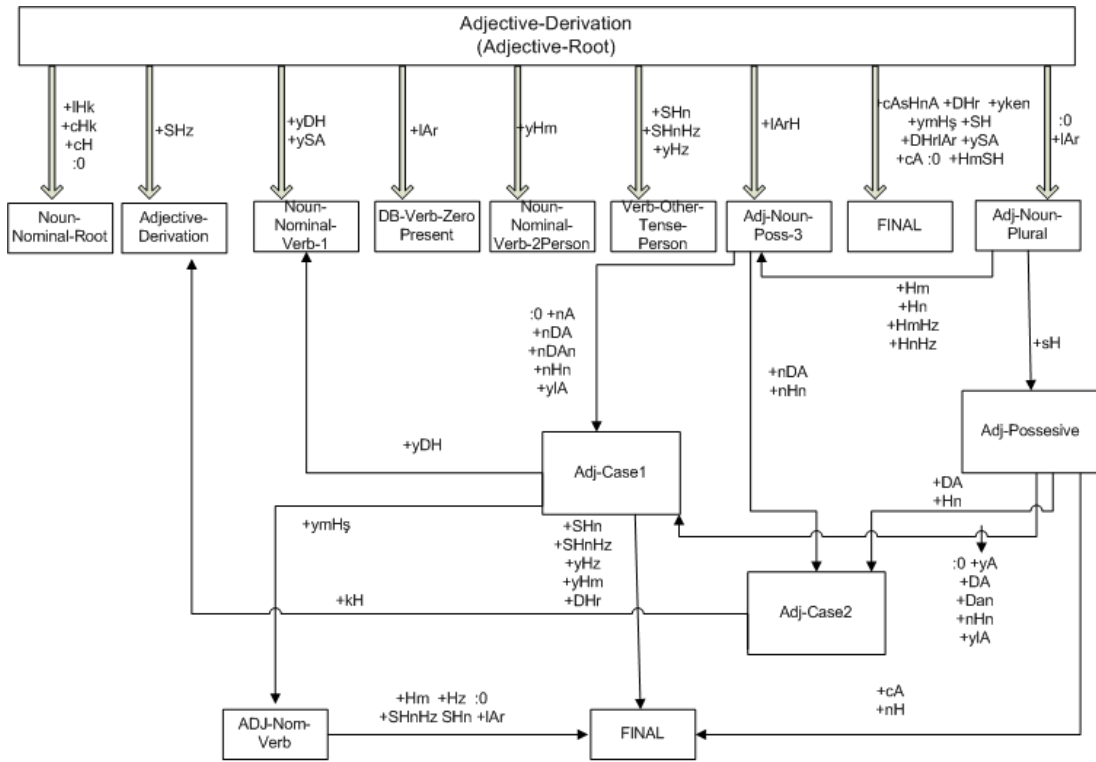 Adjective-Derivation
(Adjective-Root)
+lHk
+cHk
+cH
:0
+SHz
+yDH
+ySA
+lAr
+yHm
+SHn
+SHnHz
+yHz
+lArH
+cAsHnA +DHr +yken
+ymHş +SH
+DHrlAr +ySA
+cA :0 +HmSH
:0
+lAr
Noun-
Nominal-Root
Adjective-
Derivation
Noun-
Nominal-
Verb-1
DB-Verb-Zero
Present
Noun-
Nominal-
Verb-2Person
Verb-Other-
Tense-
Person
Adj-Noun-
Poss-3
FINAL
Adj-Noun-
Plural
+Hm
+Hn
+HmHz
+HnHz
:0 +nA
+nDA
+nDAn
+nHn
+ylA
+nDA
+nHn
+sH
Adj-Possesive
+yDH
Adj-Case1
+DA
+Hn
+ymHş
+SHn
+SHnHz
+yHz
+yHm
+DHr
:0 +yA
+DA
+Dan
+nHn
+ylA
+kH
Adj-Case2
+Hm +Hz :0
+SHnHz SHn +lAr
+cA
+nH
ADJ-Nom-
Verb
FINAL